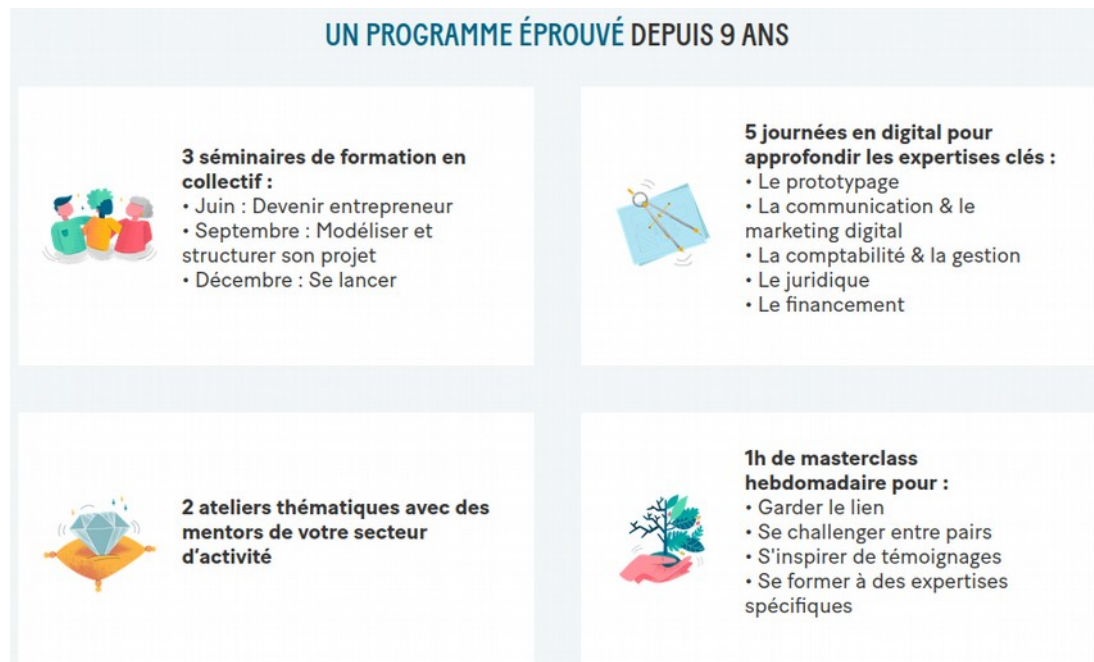 UN PROGRAMME ÉPROUVÉ DEPUIS 9 ANS
3 séminaires de formation en
collectif :
• Juin : Devenir entrepreneur
• Septembre : Modéliser et
structurer son projet
• Décembre : Se lancer
5 journées en digital pour
approfondir les expertises clés :
• Le prototypage
• La communication & le
marketing digital
• La comptabilité & la gestion
• Le juridique
• Le financement
2 ateliers thématiques avec des
mentors de votre secteur
d'activité
1h de masterclass
hebdomadaire pour :
• Garder le lien
• Se challenger entre pairs
• S'inspirer de témoignages
• Se former à des expertises
spécifiques